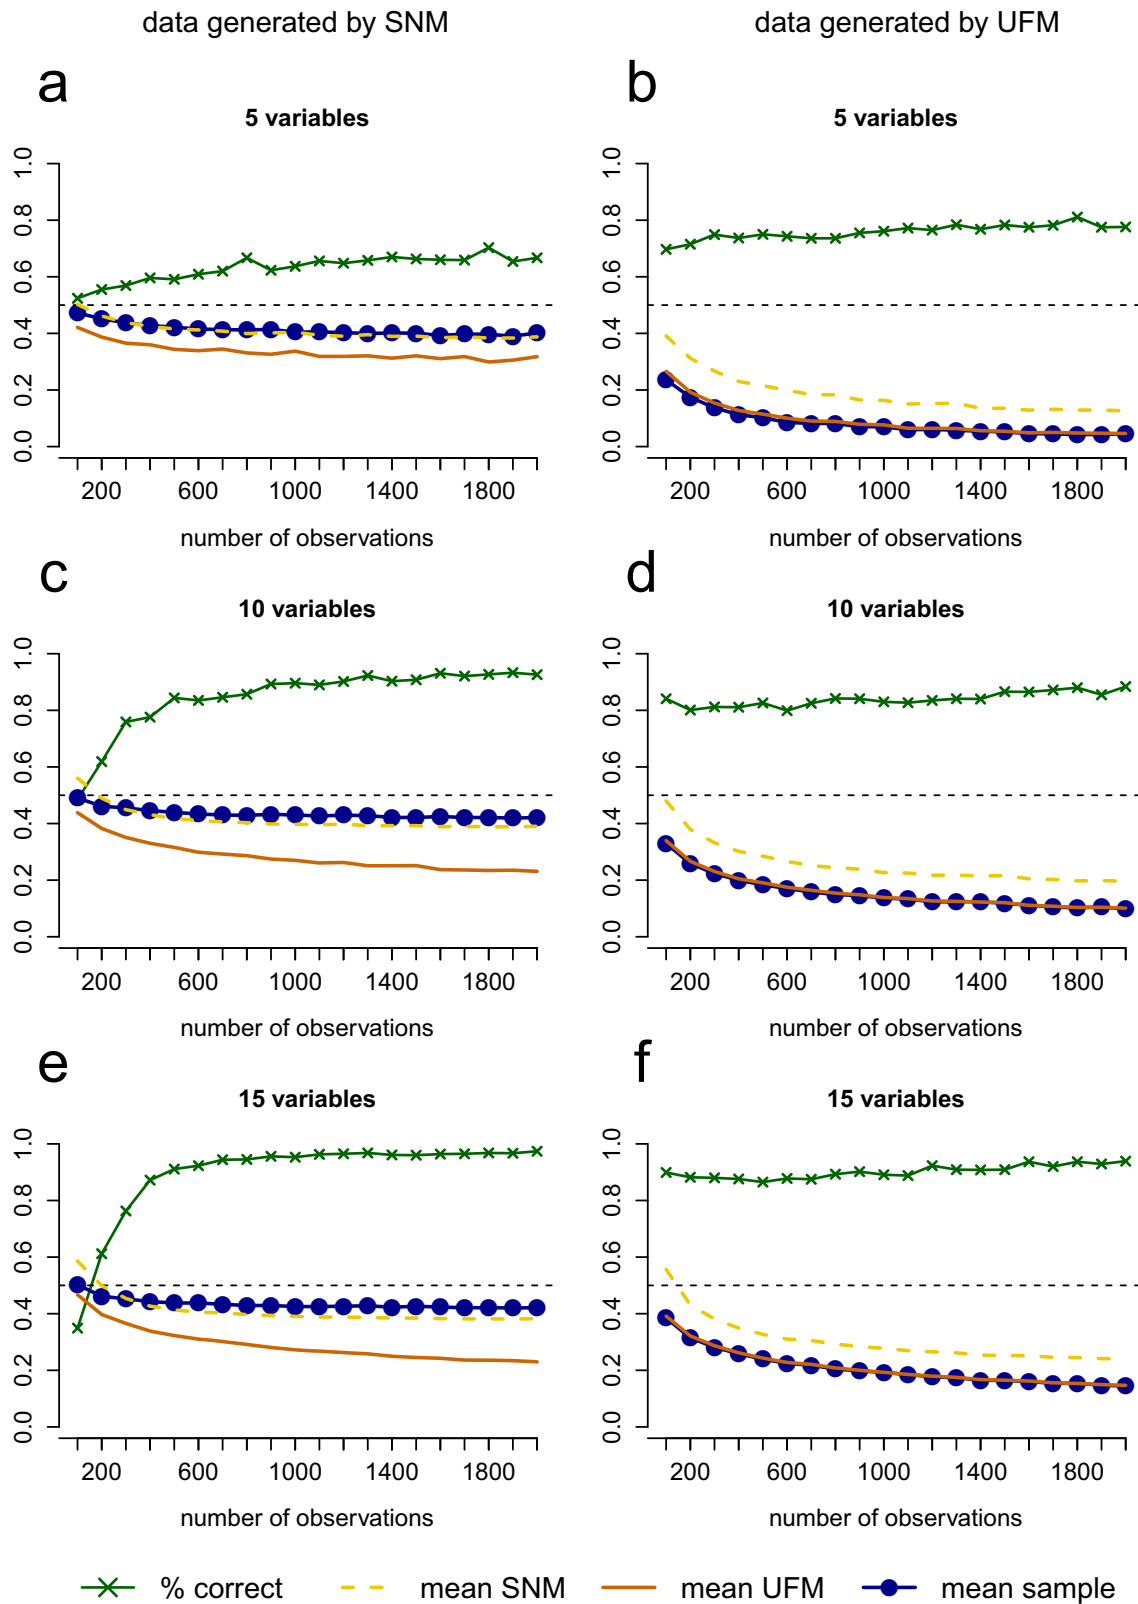 data generated by SNM
data generated by UFM
a
5 variables
1.0
0.8
0.6
0.4
0.2
0.0
200 600 1000 1400 1800
number of observations
b
5 variables
1.0
0.8
0.6
0.4
0.2
0.0
200 600 1000 1400 1800
number of observations
c
10 variables
1.0
0.8
0.6
0.4
0.2
0.0
200 600 1000 1400 1800
number of observations
d
10 variables
1.0
0.8
0.6
0.4
0.2
0.0
200 600 1000 1400 1800
number of observations
e
15 variables
1.0
0.8
0.6
0.4
0.2
0.0
200 600 1000 1400 1800
number of observations
f
15 variables
1.0
0.8
0.6
0.4
0.2
0.0
200 600 1000 1400 1800
number of observations
% correct mean SNM mean UFM mean sample